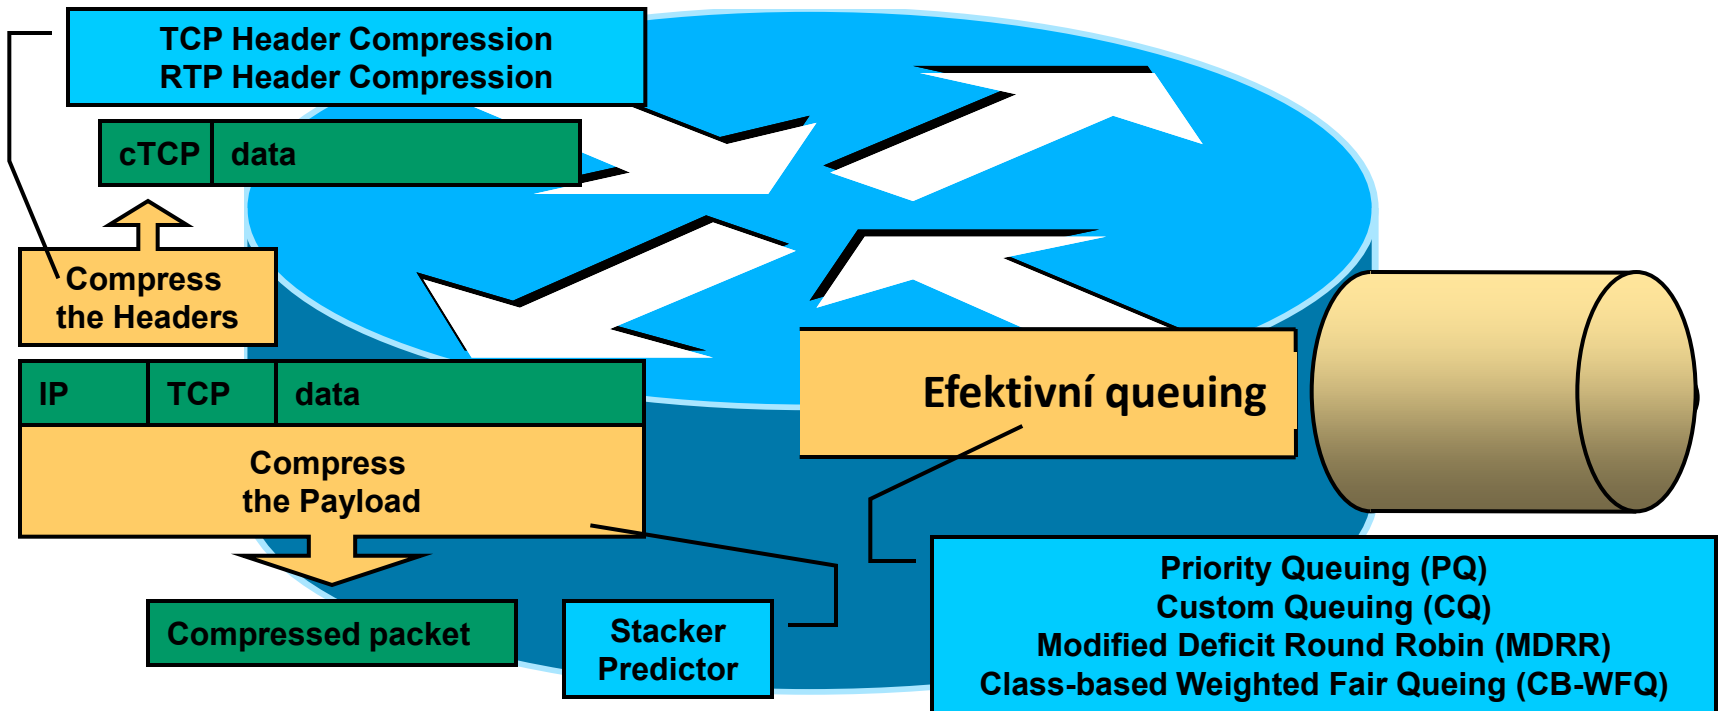 TCP Header Compression
RTP Header Compression
cTCP data
Compress
the Headers
IP TCP data
Compress
the Payload
Compressed packet
Stacker
Predictor
Efektivní queuing
Priority Queuing (PQ)
Custom Queuing (CQ)
Modified Deficit Round Robin (MDRR)
Class-based Weighted Fair Queing (CB-WFQ)